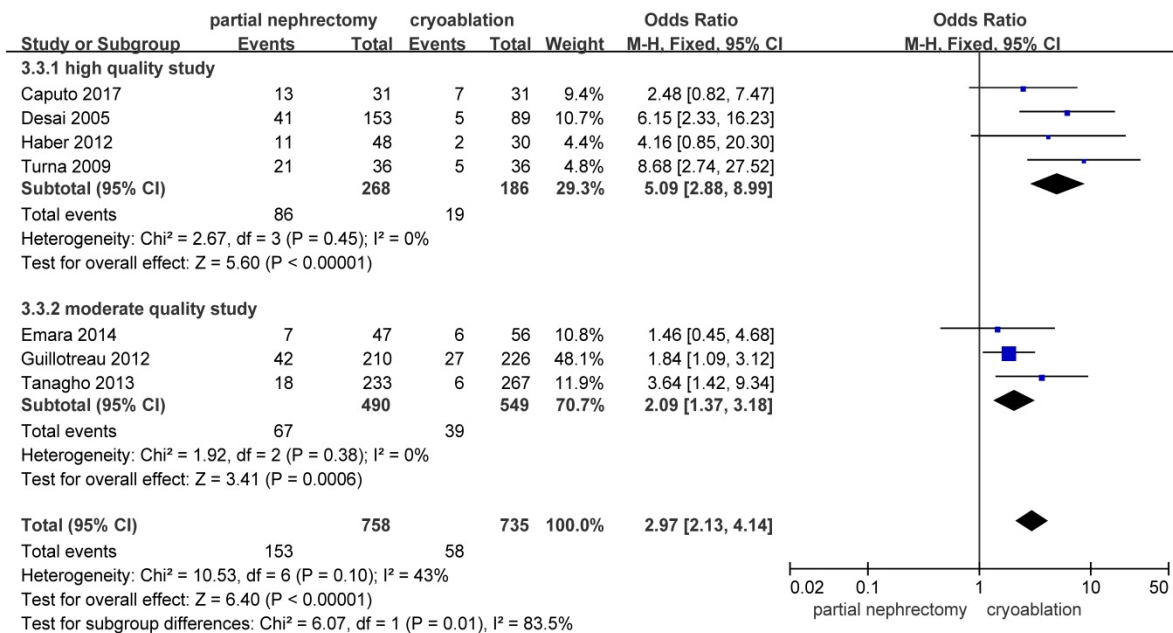 partial nephrectomy cryoablation Odds Ratio Odds Ratio
Study or Subgroup Events Total Events Total Weight M-H, Fixed, 95% CI M-H, Fixed, 95% CI
3.3.1 high quality study
Caputo 2017 13 31 7 31 9.4% 2.48 [0.82, 7.47]
Desai 2005 41 153 5 89 10.7% 6.15 [2.33, 16.23]
Haber 2012 11 48 2 30 4.4% 4.16 [0.85, 20.30]
Turna 2009 21 36 5 36 4.8% 8.68 [2.74, 27.52]
Subtotal (95% CI) 268 186 29.3% 5.09 [2.88, 8.99]
Total events 86 19
Heterogeneity: Chi² = 2.67, df = 3 (P = 0.45); I² = 0%
Test for overall effect: Z = 5.60 (P < 0.00001)
3.3.2 moderate quality study
Emara 2014 7 47 6 56 10.8% 1.46 [0.45, 4.68]
Guillotreau 2012 42 210 27 226 48.1% 1.84 [1.09, 3.12]
Tanagho 2013 18 233 6 267 11.9% 3.64 [1.42, 9.34]
Subtotal (95% CI) 490 549 70.7% 2.09 [1.37, 3.18]
Total events 67 39
Heterogeneity: Chi² = 1.92, df = 2 (P = 0.38); I² = 0%
Test for overall effect: Z = 3.41 (P = 0.0006)
Total (95% CI) 758 735 100.0% 2.97 [2.13, 4.14]
Total events 153 58
Heterogeneity: Chi² = 10.53, df = 6 (P = 0.10); I² = 43%
Test for overall effect: Z = 6.40 (P < 0.00001)
Test for subgroup differences: Chi² = 6.07, df = 1 (P = 0.01), I² = 83.5%
0.02 0.1 1 10 50
partial nephrectomy cryoablation